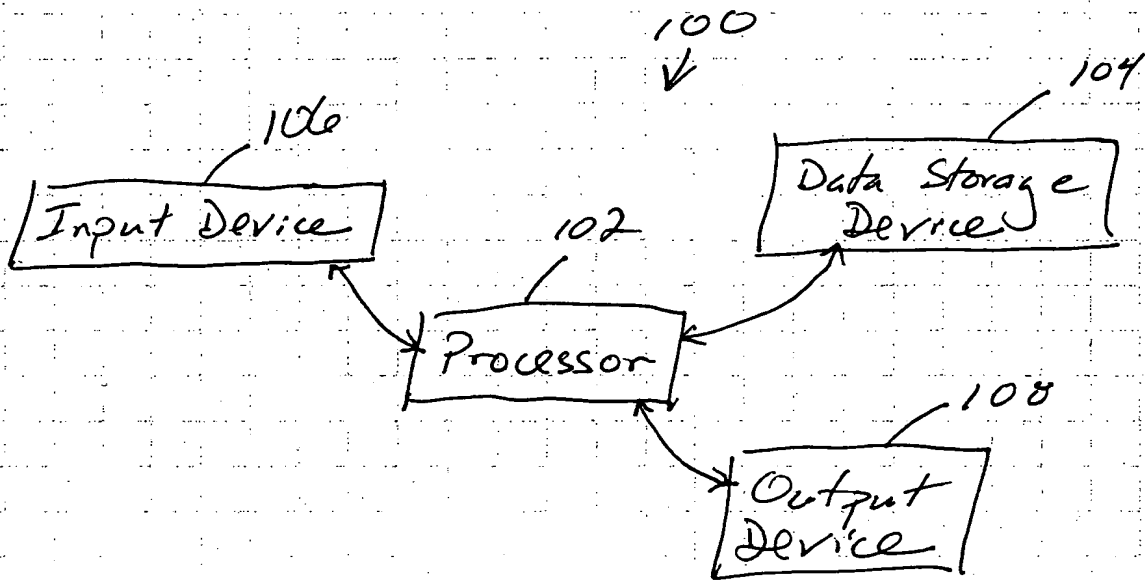 100
104
106
Data Storage
Device
Input Device
102
Processor
108
Output
Device